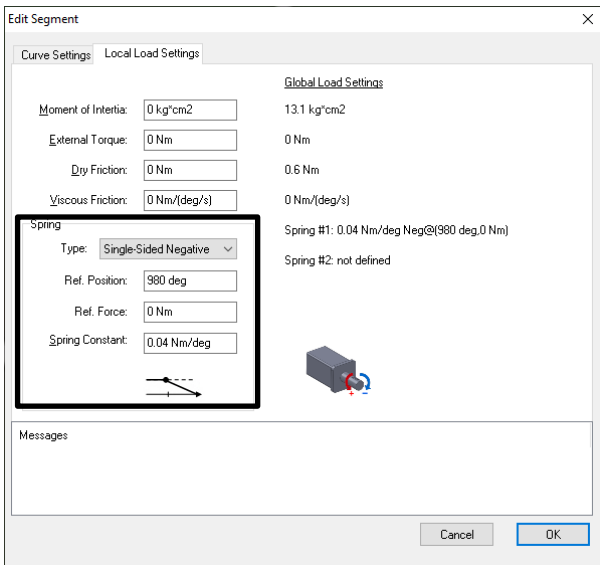 Edit Segment
Curve Settings Local Load Settings
Global Load Settings
Moment of Intertia: 0 kg*cm2 13.1 kg*cm2
External Torque: 0 Nm 0 Nm
Dry Friction: 0 Nm 0.6 Nm
Viscous Friction: 0 Nm/(deg/s) 0 Nm/(deg/s)
Spring Spring #1: 0.04 Nm/deg Neg@(980 deg,0 Nm)
Type: Single-Sided Negative Spring #2: not defined
Ref. Position: 980 deg
Ref. Force: 0 Nm
Spring Constant: 0.04 Nm/deg
+ -
Messages
Cancel OK